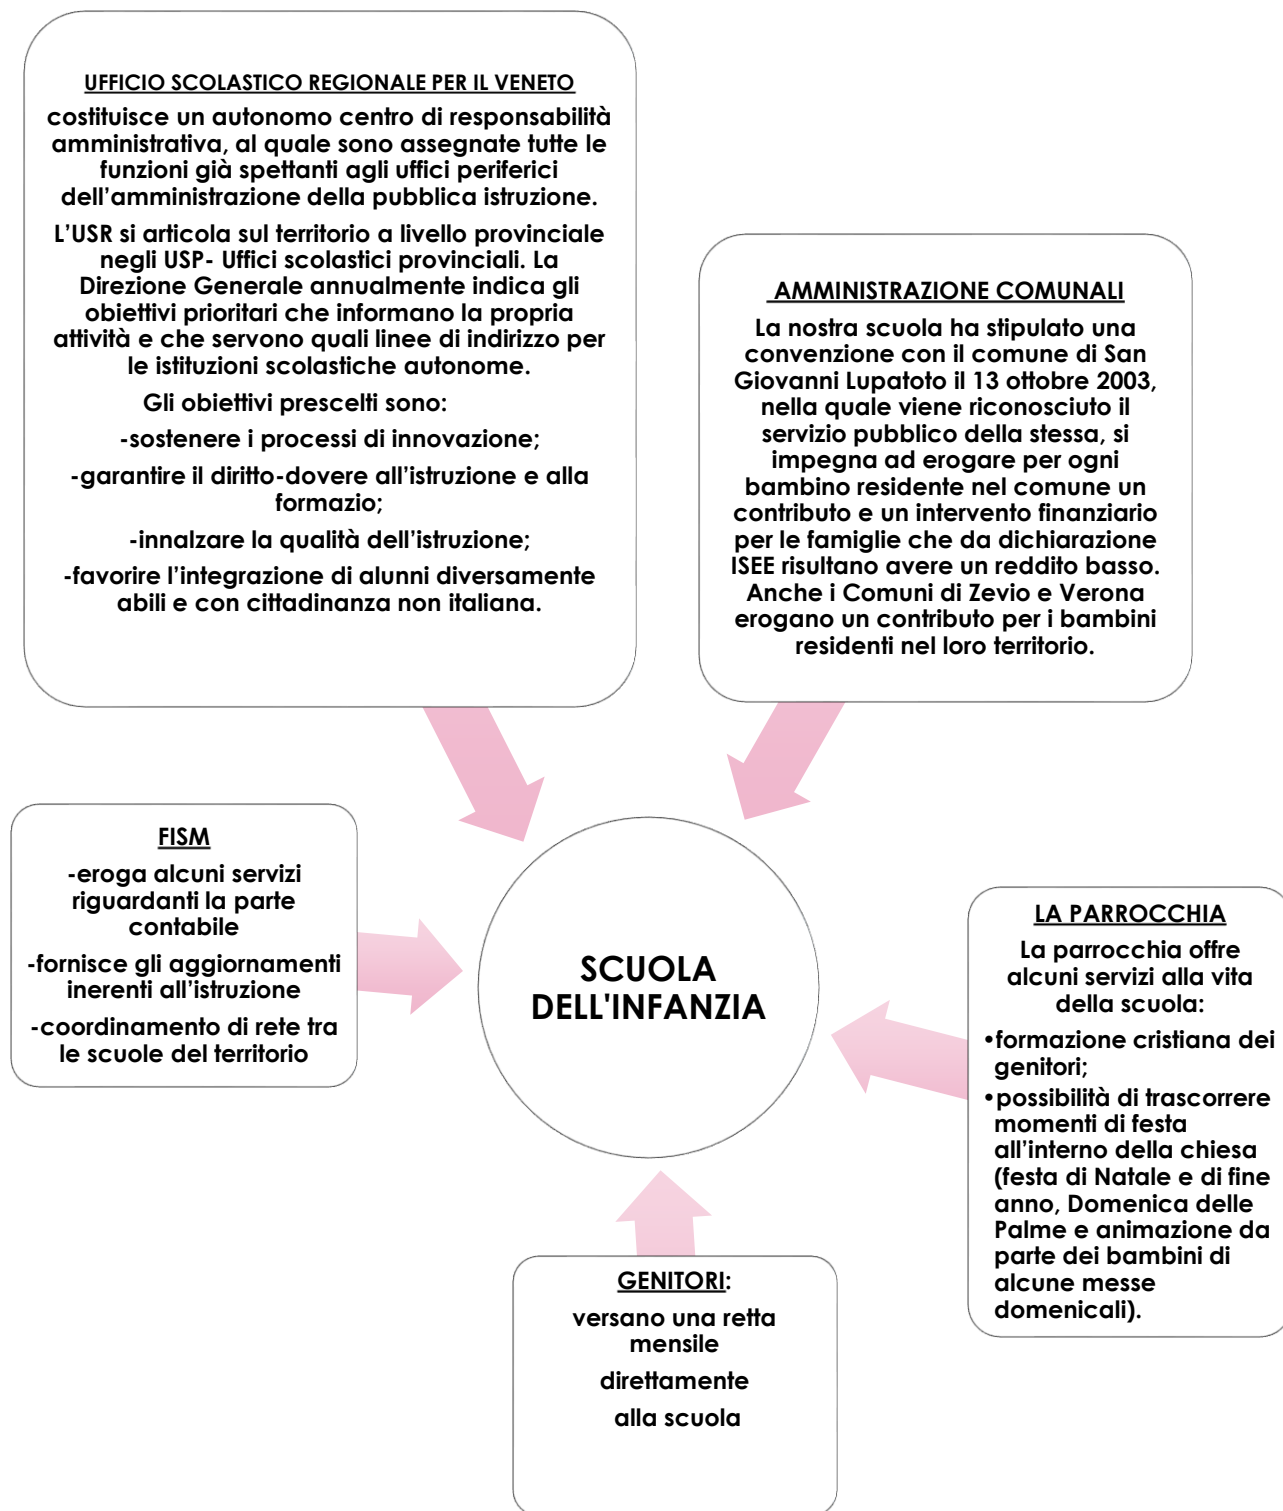 UFFICIO SCOLASTICO REGIONALE PER IL VENETO
costituisce un autonomo centro di responsabilità
amministrativa, al quale sono assegnate tutte le
funzioni già spettanti agli uffici periferici
dell’amministrazione della pubblica istruzione.
L’USR si articola sul territorio a livello provinciale
negli USP- Uffici scolastici provinciali. La
Direzione Generale annualmente indica gli
obiettivi prioritari che informano la propria
attività e che servono quali linee di indirizzo per
le istituzioni scolastiche autonome.
Gli obiettivi prescelti sono:
-sostenere i processi di innovazione;
-garantire il diritto-dovere all’istruzione e alla
formazio;
-innalzare la qualità dell’istruzione;
-favorire l’integrazione di alunni diversamente
abili e con cittadinanza non italiana.
AMMINISTRAZIONE COMUNALI
La nostra scuola ha stipulato una
convenzione con il comune di San
Giovanni Lupatoto il 13 ottobre 2003,
nella quale viene riconosciuto il
servizio pubblico della stessa, si
impegna ad erogare per ogni
bambino residente nel comune un
contributo e un intervento finanziario
per le famiglie che da dichiarazione
ISEE risultano avere un reddito basso.
Anche i Comuni di Zevio e Verona
erogano un contributo per i bambini
residenti nel loro territorio.
FISM
-eroga alcuni servizi
riguardanti la parte
contabile
-fornisce gli aggiornamenti
inerenti all’istruzione
-coordinamento di rete tra
le scuole del territorio
SCUOLA
DELL'INFANZIA
LA PARROCCHIA
La parrocchia offre
alcuni servizi alla vita
della scuola:
•formazione cristiana dei
genitori;
•possibilità di trascorrere
momenti di festa
all’interno della chiesa
(festa di Natale e di fine
anno, Domenica delle
Palme e animazione da
parte dei bambini di
alcune messe
domenicali).
GENITORI:
versano una retta
mensile
direttamente
alla scuola